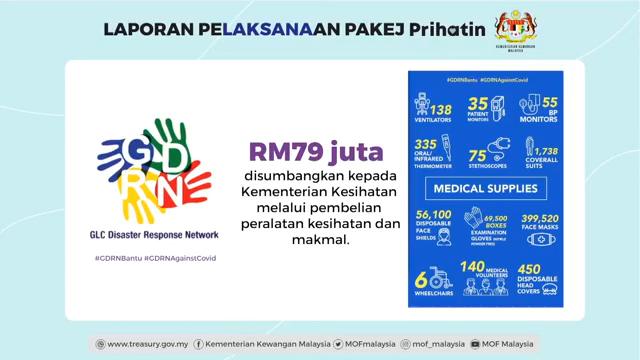 LAPORAN PELAKSANAAN PAKEJ Prihatin
KEMENTERIAN KEWANGAN
MALAYSIA
GDRN
GLC Disaster Response Network
#GDRNBantu #GDRNAgainstCovid
RM79 juta
disumbangkan kepada
Kementerian Kesihatan
melalui pembelian
peralatan kesihatan dan
makmal.
#GDRNBantu #GDRNAgainstCovid
138
VENTILATORS
35
PATIENT
MONITORS
55
BP
MONITORS
335
ORAL/
INFRARED
THERMOMETER
75
STETHOSCOPES
1,738
COVERALL
SUITS
MEDICAL SUPPLIES
56,100
DISPOSABLE
FACE
SHIELDS
69,500
BOXES
EXAMINATION
GLOVES (NITRILE
POWDER FREE)
399,520
FACE MASKS
6
WHEELCHAIRS
140 MEDICAL
VOLUNTEERS
450
DISPOSABLE
HEAD
COVERS
www.treasury.gov.my Kementerian Kewangan Malaysia MOFmalaysia mof_malaysia MOF Malaysia